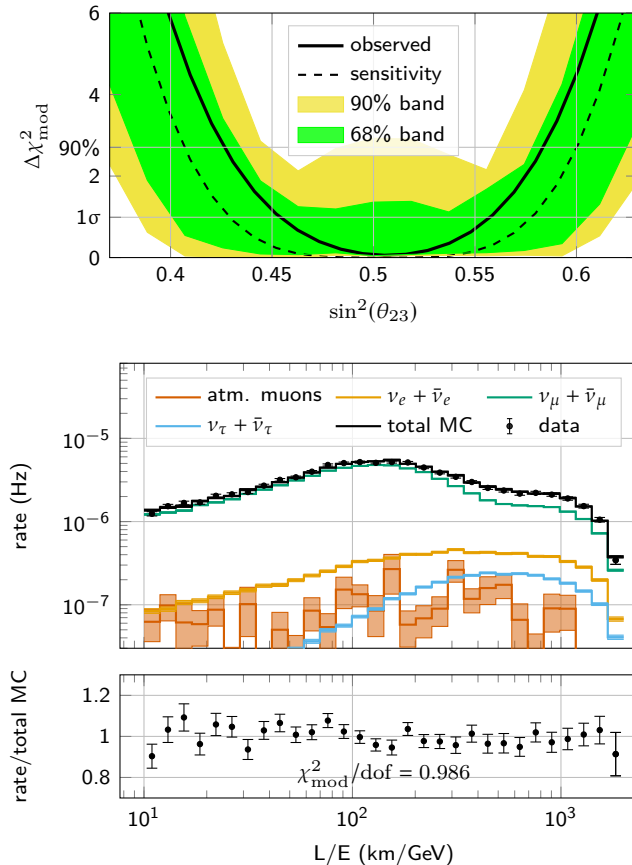 6
4
90%
2
1σ
0
Δχ²mod
observed
sensitivity
90% band
68% band
0.4
0.45
0.5
0.55
0.6
sin²(θ₂₃)
atm. muons
νe + ν̄e
νμ + ν̄μ
ντ + ν̄τ
total MC
data
10⁻⁵
10⁻⁶
10⁻⁷
rate (Hz)
1.2
1
0.8
rate/total MC
χ²mod/dof = 0.986
10¹
10²
10³
L/E (km/GeV)